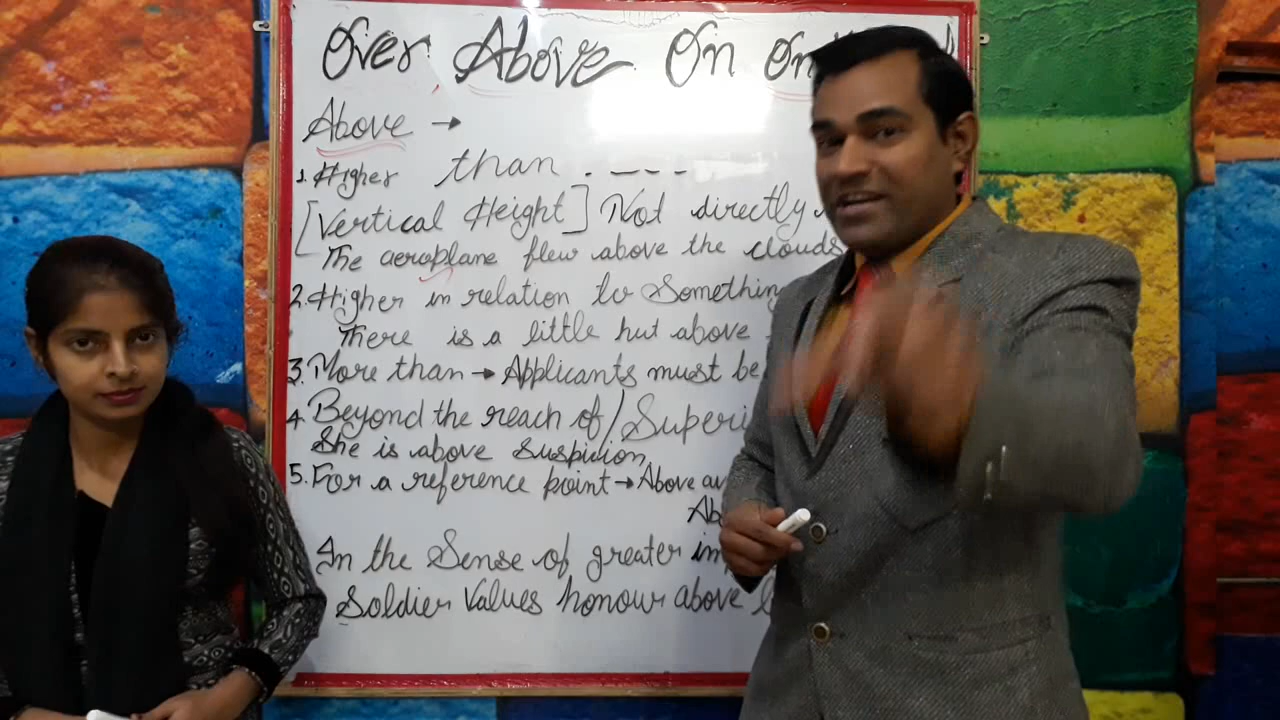 Over Above On
Above →
1. Higher than . – – –
[Vertical Height] Not directly
The aeroplane flew above the clouds
2. Higher in relation to Something
There is a little hut above
3. More than → Applicants must be
4. Beyond the reach of /
She is above suspicion
5. For a reference point → Above
In the Sense of greater
Soldier Values honour above